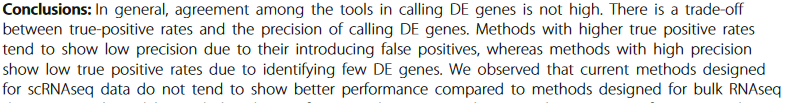 Conclusions: In general, agreement among the tools in calling DE genes is not high. There is a trade-off
between true-positive rates and the precision of calling DE genes. Methods with higher true positive rates
tend to show low precision due to their introducing false positives, whereas methods with high precision
show low true positive rates due to identifying few DE genes. We observed that current methods designed
for scRNAseq data do not tend to show better performance compared to methods designed for bulk RNAseq